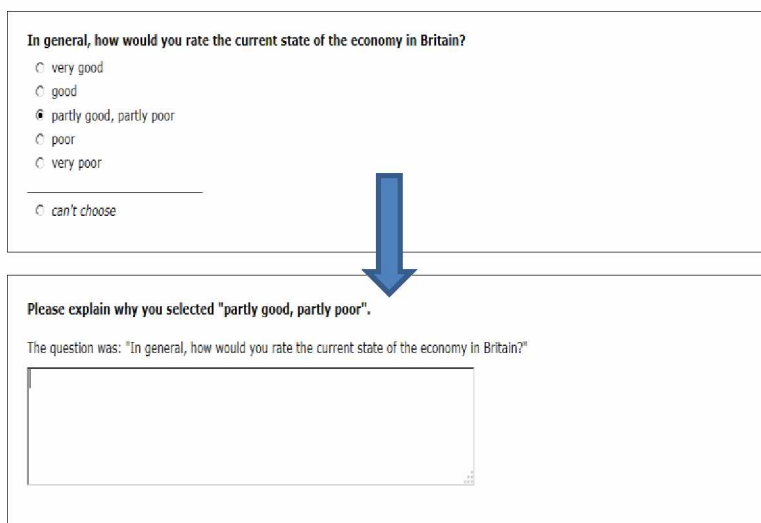 In general, how would you rate the current state of the economy in Britain?
very good
good
partly good, partly poor
poor
very poor
can't choose
Please explain why you selected "partly good, partly poor".
The question was: "In general, how would you rate the current state of the economy in Britain?"